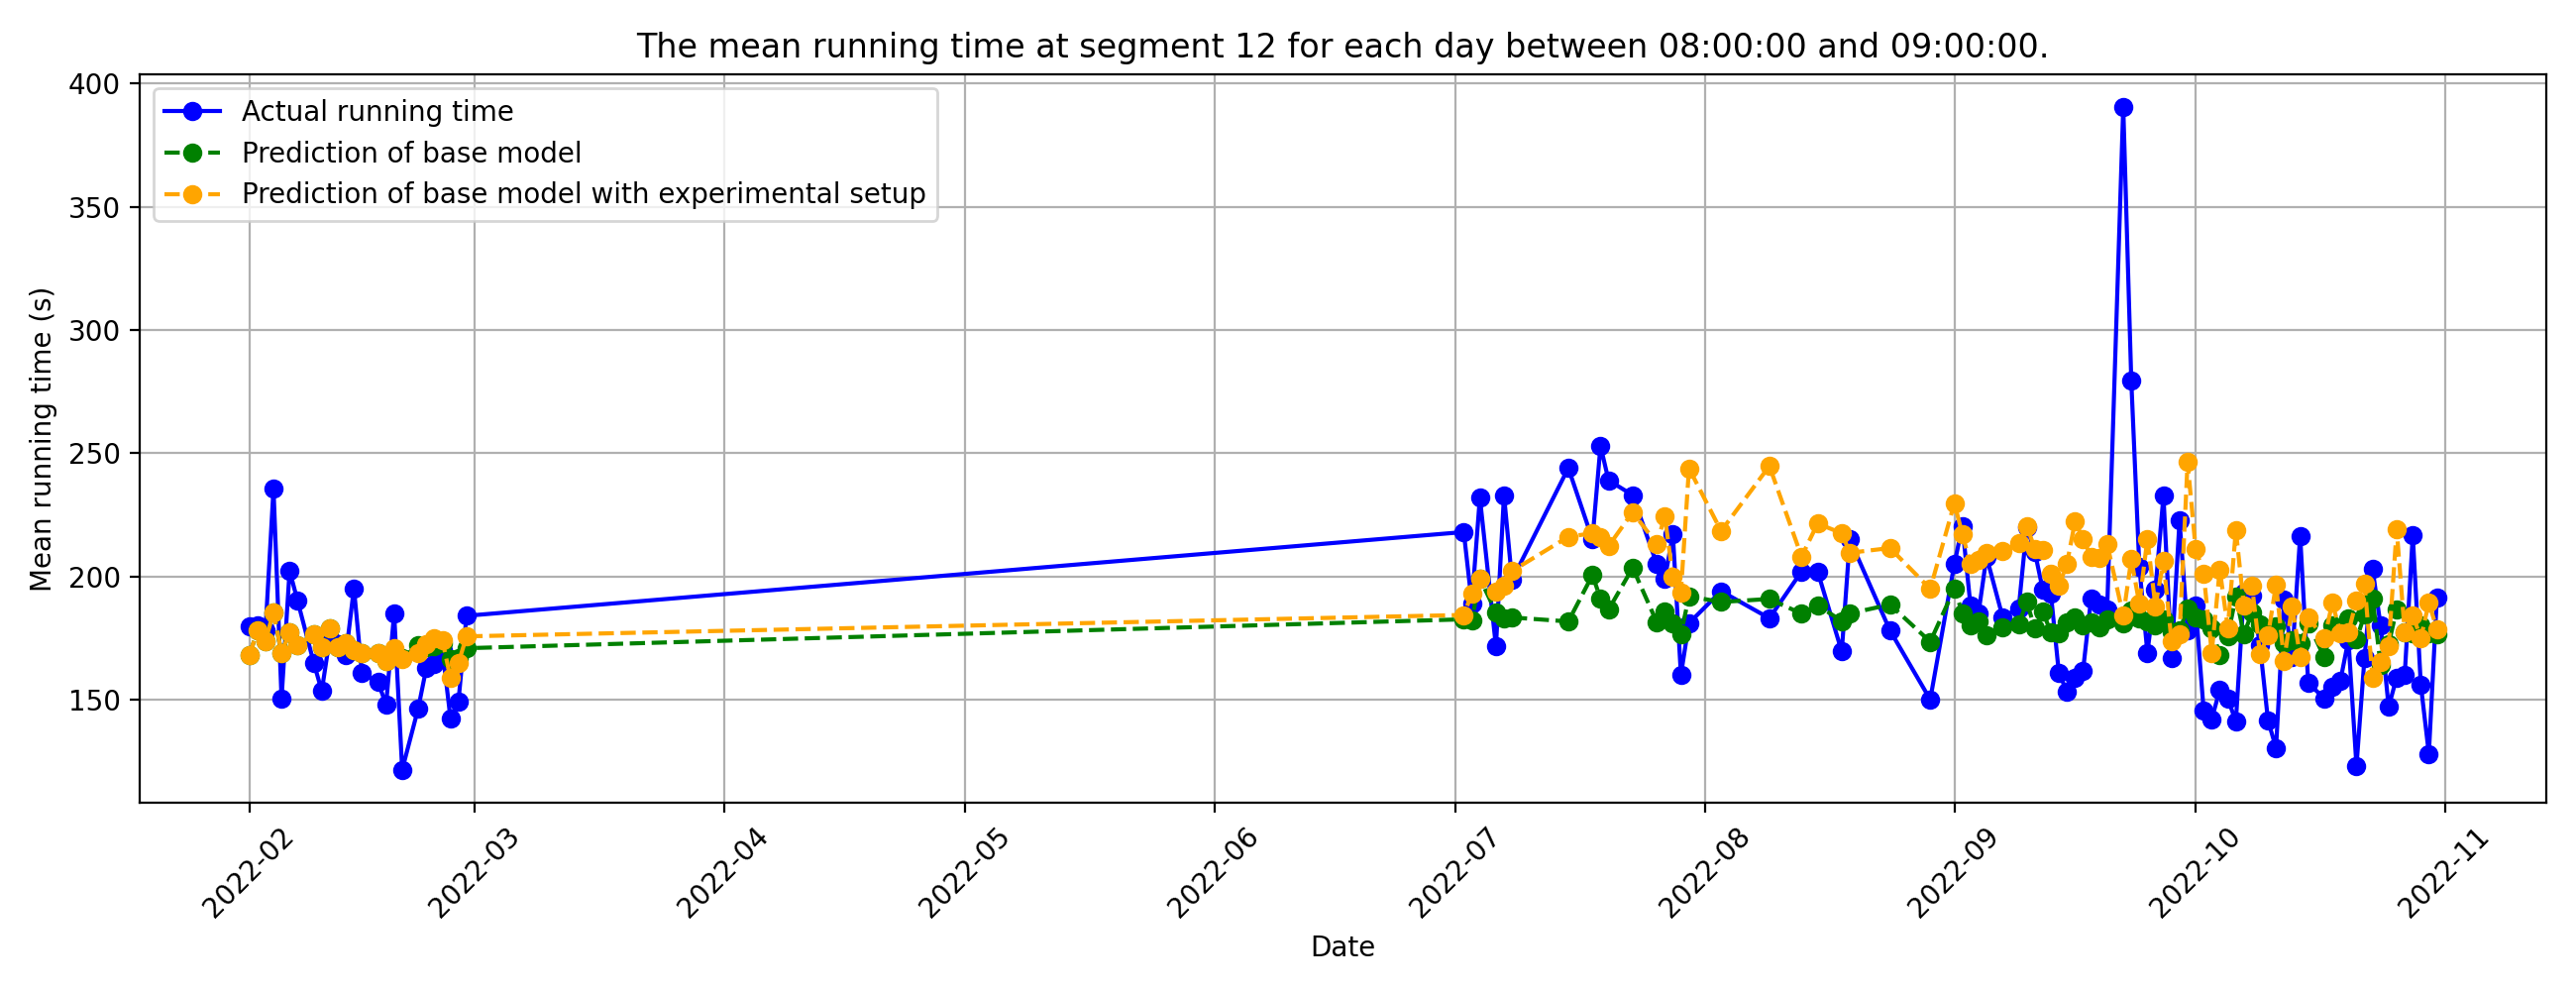 The mean running time at segment 12 for each day between 08:00:00 and 09:00:00.
Actual running time
Prediction of base model
Prediction of base model with experimental setup
Mean running time (s)
400
350
300
250
200
150
2022-02
2022-03
2022-04
2022-05
2022-06
2022-07
2022-08
2022-09
2022-10
2022-11
Date